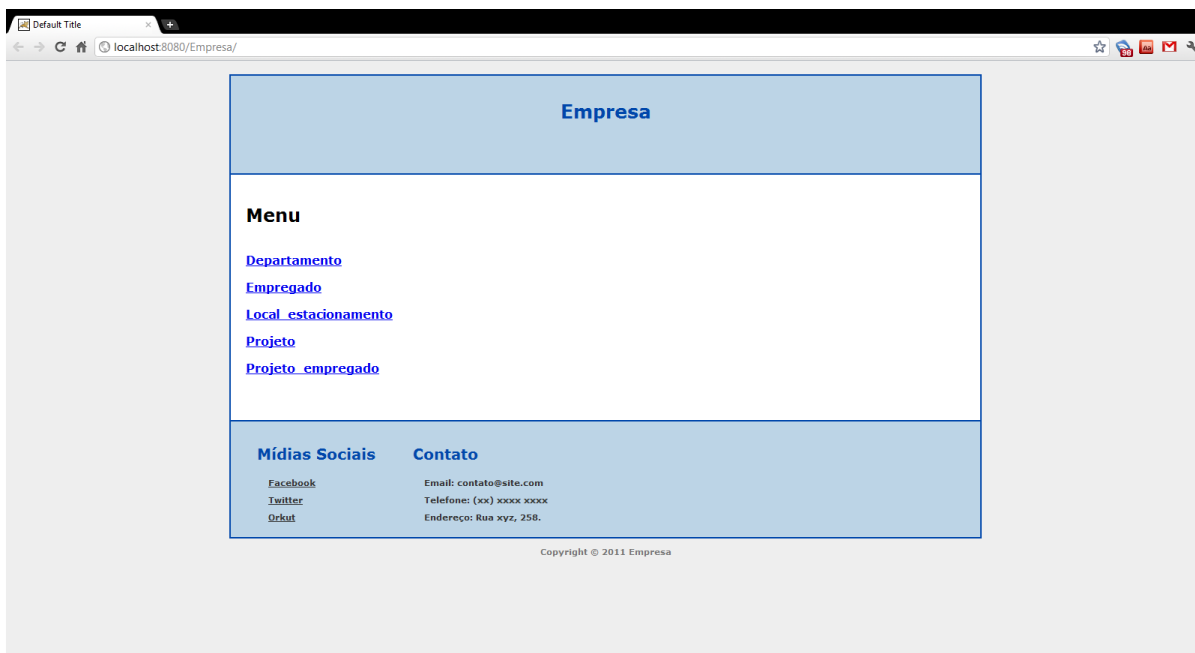 Default Title
localhost:8080/Empresa/
98
Empresa
Menu
Departamento
Empregado
Local_estacionamento
Projeto
Projeto_empregado
Mídias Sociais Contato
Facebook Email: contato@site.com
Twitter Telefone: (xx) xxxx xxxx
Orkut Endereço: Rua xyz, 258.
Copyright © 2011 Empresa